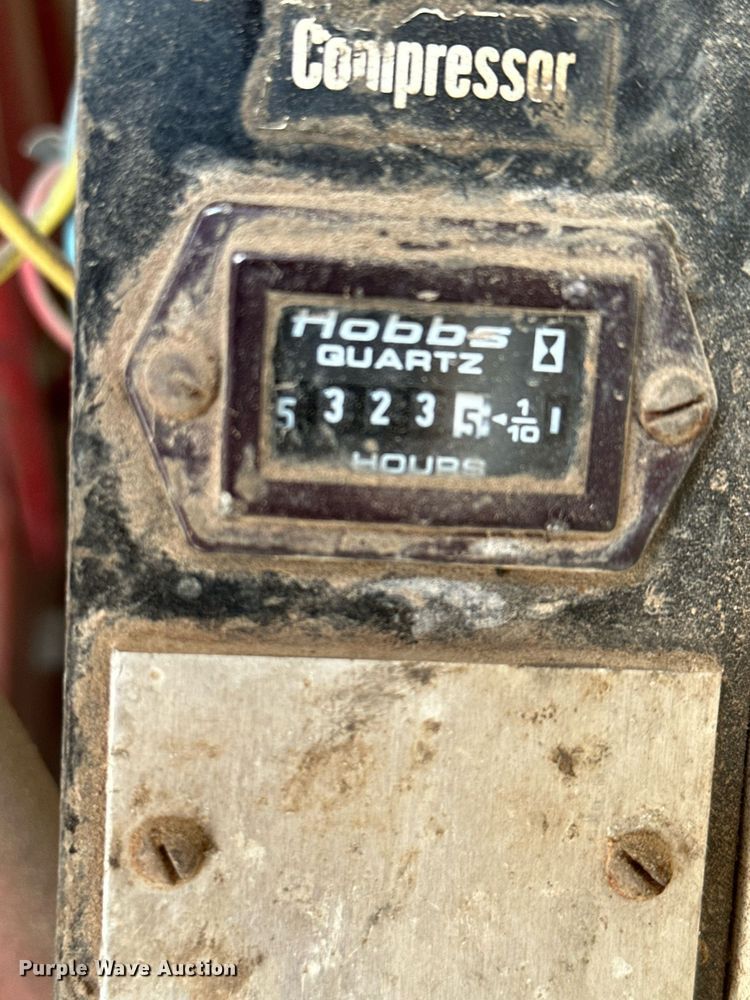 Compressor
Hobbs
QUARTZ
5 3 2 3 5 1/10
HOURS
Purple Wave Auction